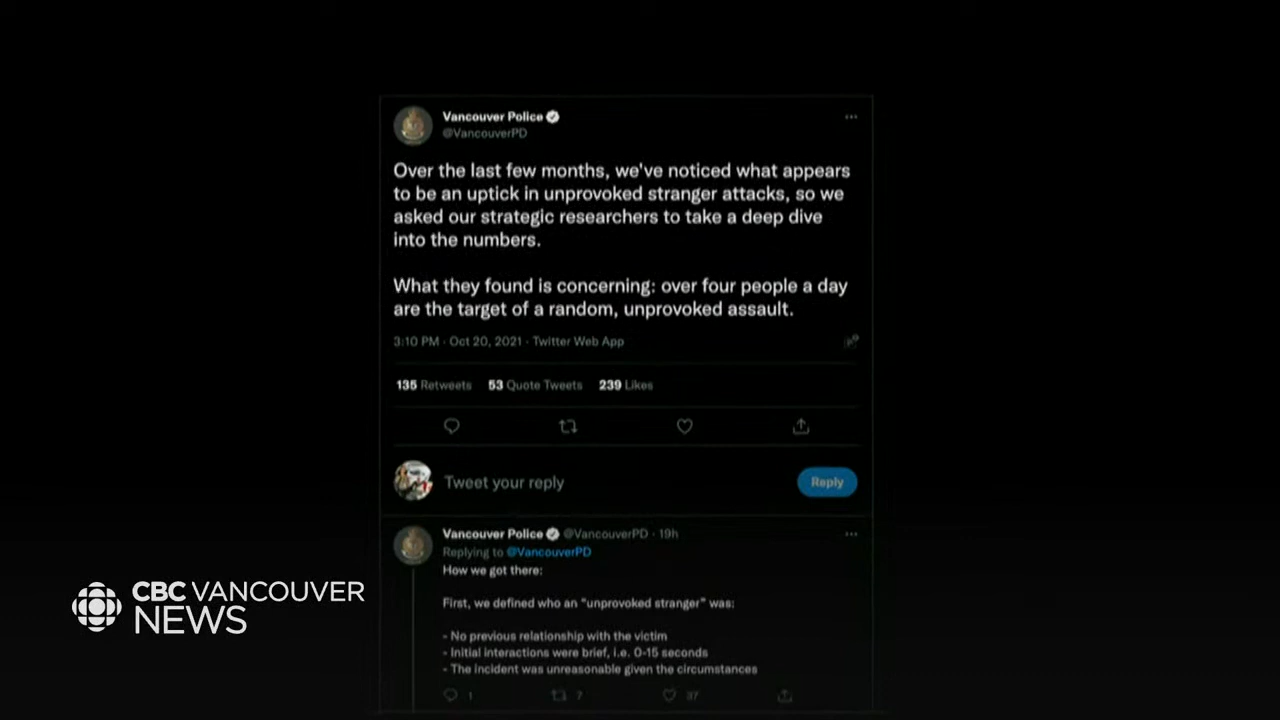 Vancouver Police
@VancouverPD
Over the last few months, we've noticed what appears
to be an uptick in unprovoked stranger attacks, so we
asked our strategic researchers to take a deep dive
into the numbers.
What they found is concerning: over four people a day
are the target of a random, unprovoked assault.
3:10 PM · Oct 20, 2021 · Twitter Web App
135 Retweets 53 Quote Tweets 239 Likes
Tweet your reply
Reply
Vancouver Police @VancouverPD · 19h
Replying to @VancouverPD
How we got there:
First, we defined who an "unprovoked stranger" was:
- No previous relationship with the victim
- Initial interactions were brief, i.e. 0-15 seconds
- The incident was unreasonable given the circumstances
1 7 37
CBC VANCOUVER
NEWS